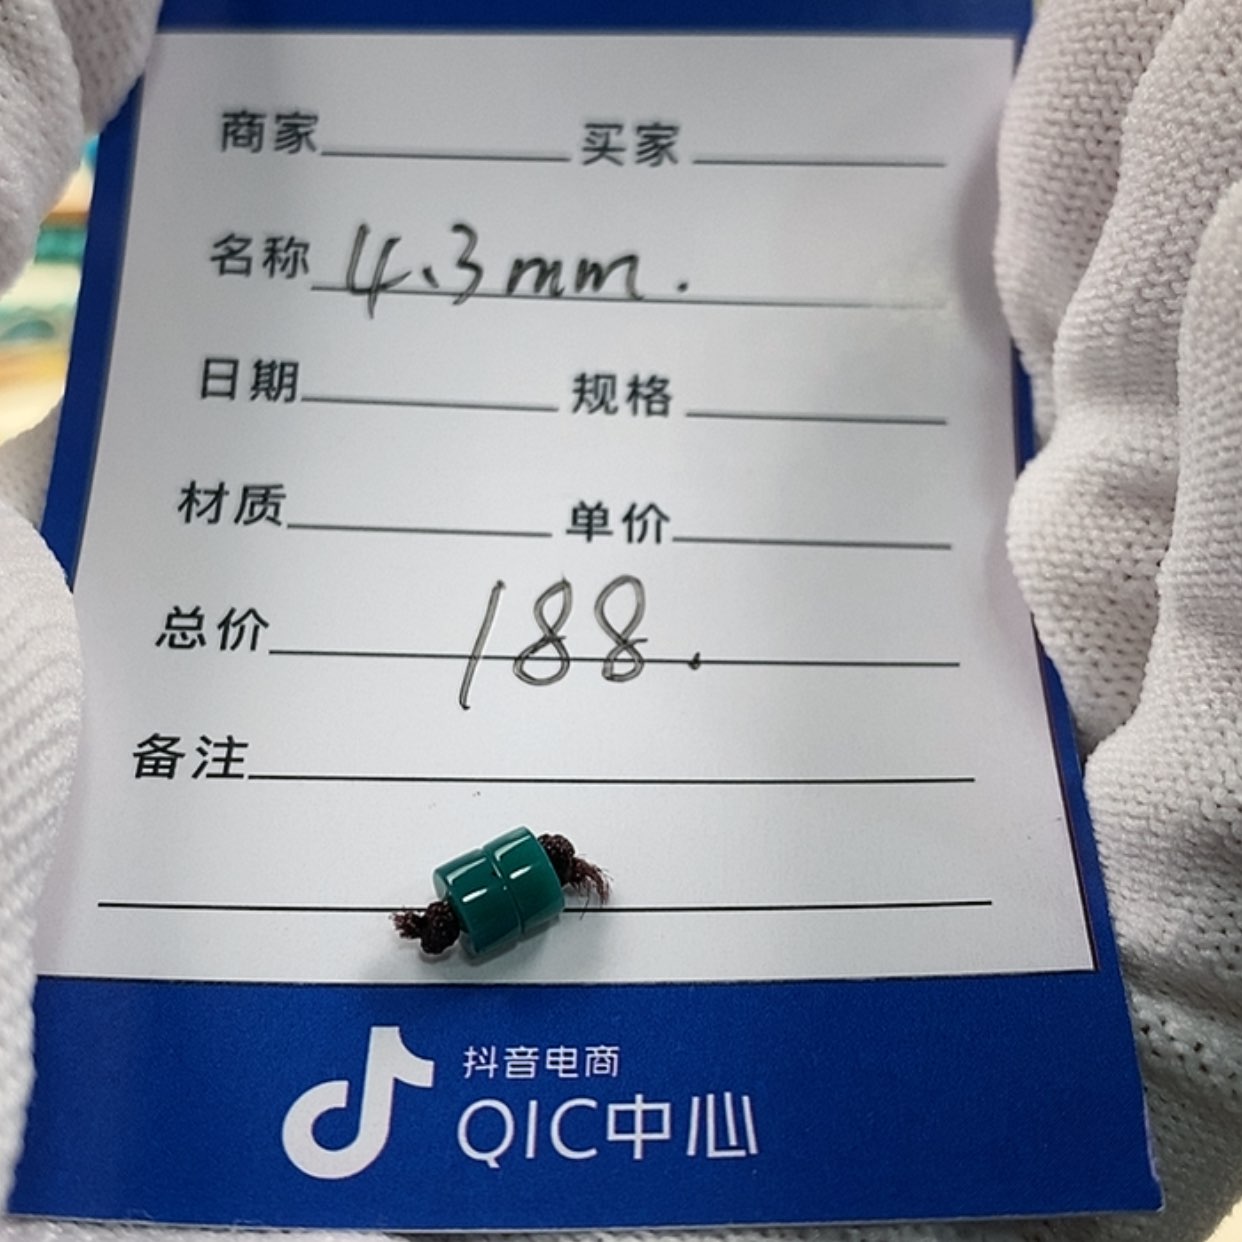 商家 买家
名称 4.3mm.
日期 规格
材质 单价
总价 188.
备注
抖音电商
QIC中心